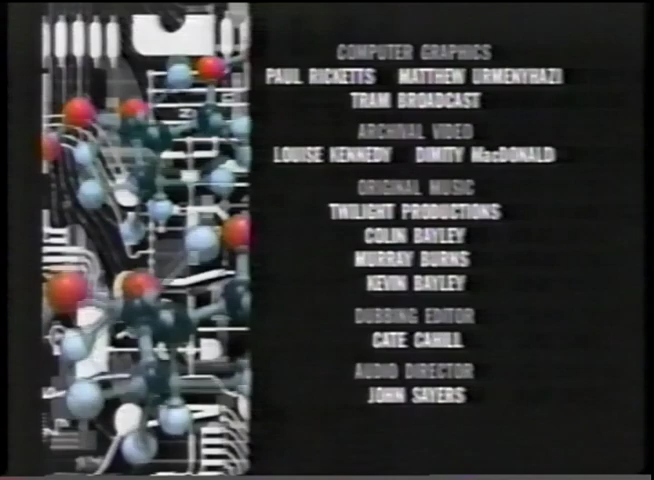 COMPUTER GRAPHICS
PAUL RICKETTS MATTHEW URMENYHAZI
TRAM BROADCAST
ARCHIVAL VIDEO
LOUISE KENNEDY DIMITY MacDONALD
ORIGINAL MUSIC
TWILIGHT PRODUCTIONS
COLIN BAYLEY
MURRAY BURNS
KEVIN BAYLEY
DUBBING EDITOR
CATE CAHILL
AUDIO DIRECTOR
JOHN SAYERS